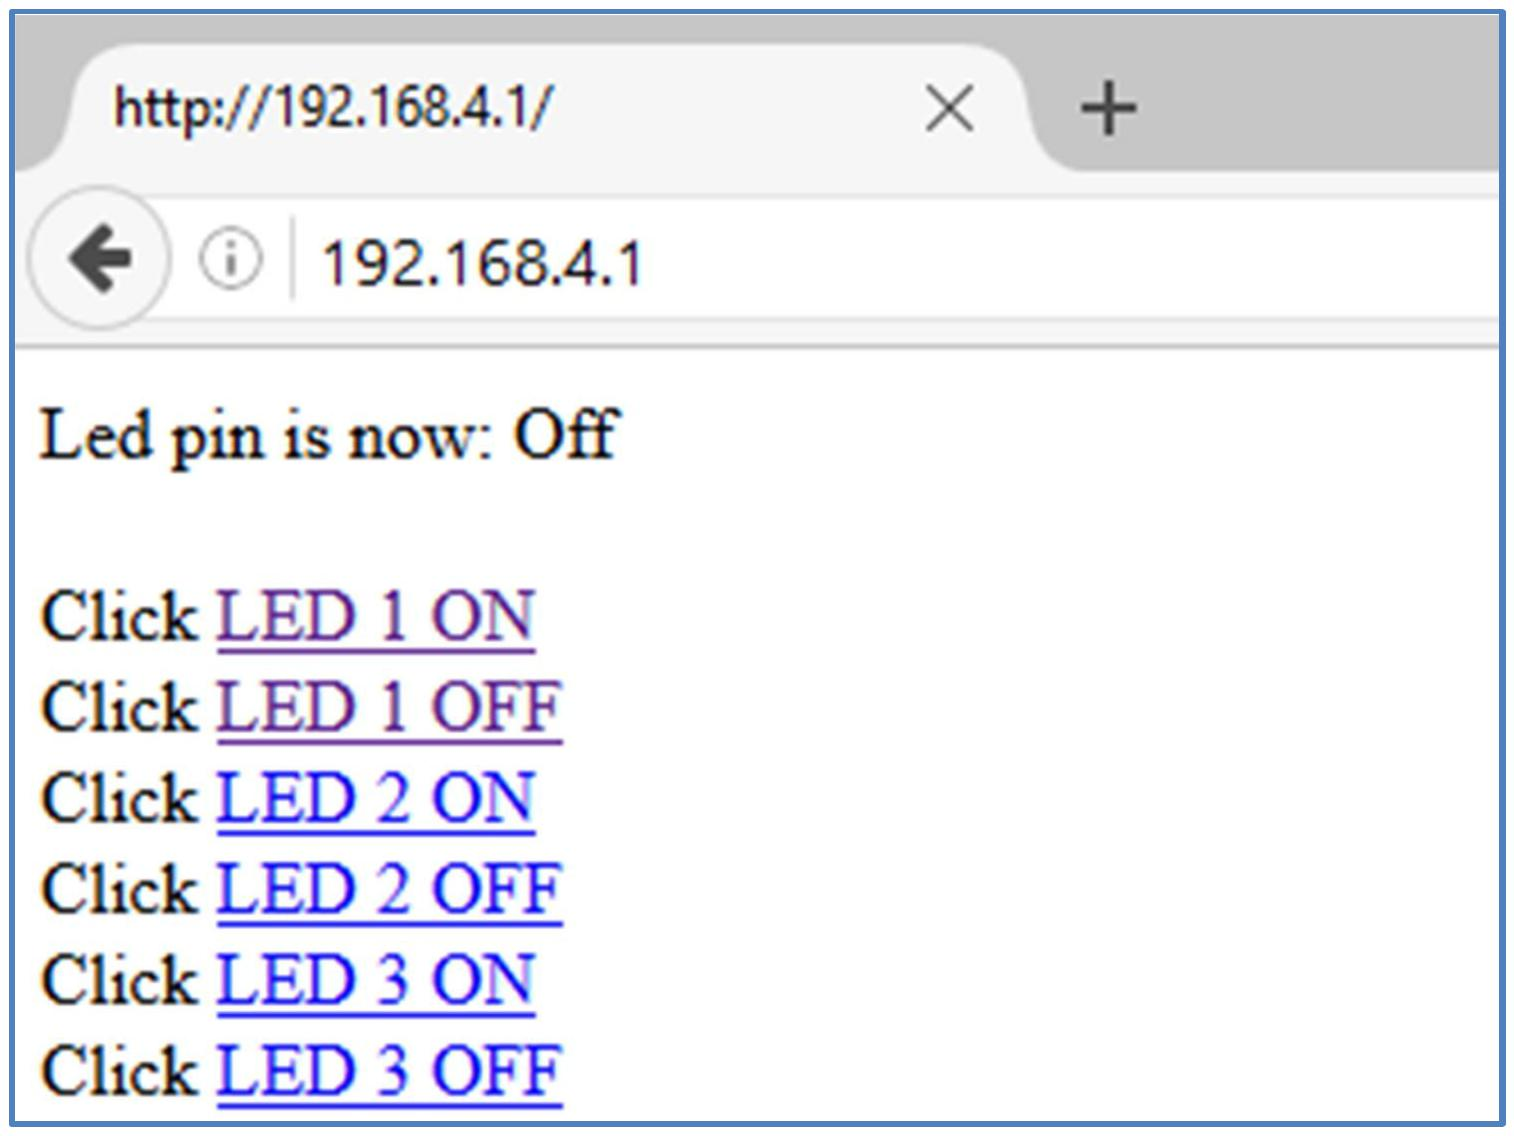 http://192.168.4.1/
192.168.4.1
Led pin is now: Off
Click LED 1 ON
Click LED 1 OFF
Click LED 2 ON
Click LED 2 OFF
Click LED 3 ON
Click LED 3 OFF